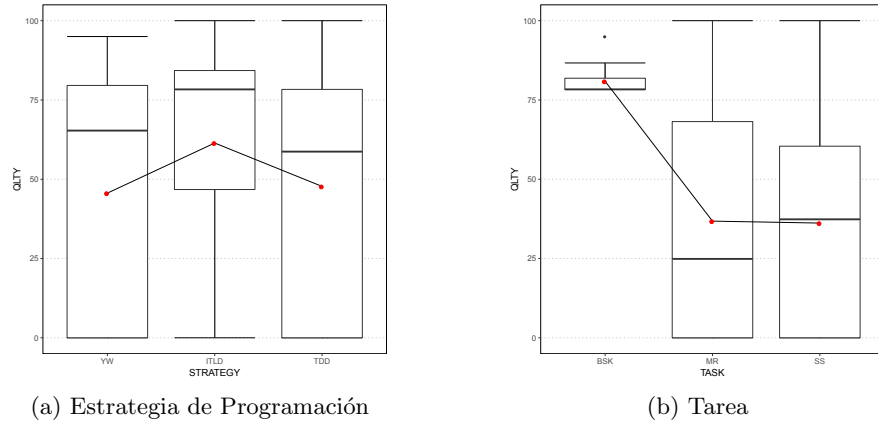 100
75
50
25
0
QLTY
YW ITLD TDD
STRATEGY
(a) Estrategia de Programación
100
75
50
25
0
QLTY
BSK MR SS
TASK
(b) Tarea